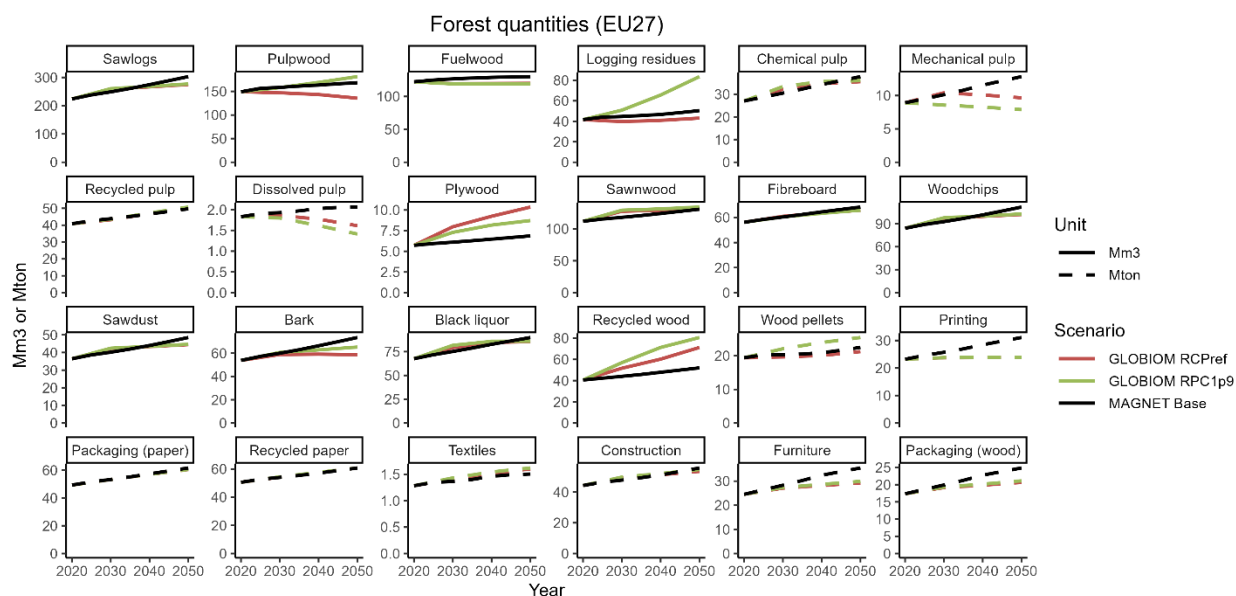 Forest quantities (EU27)
Sawlogs
Pulpwood
Fuelwood
Logging residues
Chemical pulp
Mechanical pulp
300
200
100
0
150
100
50
0
100
50
0
80
60
40
20
0
30
20
10
0
10
5
0
Recycled pulp
Dissolved pulp
Plywood
Sawnwood
Fibreboard
Woodchips
50
40
30
20
10
0
2.0
1.5
1.0
0.5
0.0
10.0
7.5
5.0
2.5
0.0
100
50
0
60
40
20
0
90
60
30
0
Sawdust
Bark
Black liquor
Recycled wood
Wood pellets
Printing
50
40
30
20
10
0
60
40
20
0
75
50
25
0
80
60
40
20
0
20
10
0
30
20
10
0
Packaging (paper)
Recycled paper
Textiles
Construction
Furniture
Packaging (wood)
60
40
20
0
60
40
20
0
1.5
1.0
0.5
0.0
40
20
0
30
20
10
0
25
20
15
10
5
0
2020 2030 2040 2050
2020 2030 2040 2050
2020 2030 2040 2050
2020 2030 2040 2050
2020 2030 2040 2050
2020 2030 2040 2050
Year
Mm3 or Mton
Unit
Mm3
Mton
Scenario
GLOBIOM RCPref
GLOBIOM RPC1p9
MAGNET Base